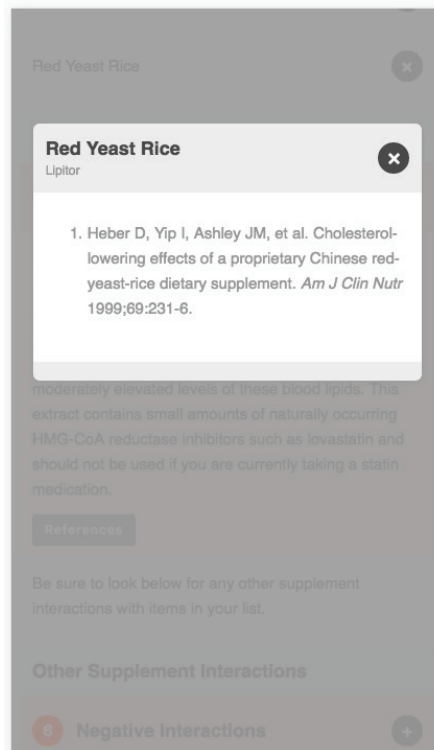 Red Yeast Rice
Red Yeast Rice
Lipitor
1. Heber D, Yip I, Ashley JM, et al. Cholesterol-
lowering effects of a proprietary Chinese red-
yeast-rice dietary supplement. Am J Clin Nutr
1999;69:231-6.
moderately elevated levels of these blood lipids. This
extract contains small amounts of naturally occurring
HMG-CoA reductase inhibitors such as lovastatin and
should not be used if you are currently taking a statin
medication.
References
Be sure to look below for any other supplement
interactions with items in your list.
Other Supplement Interactions
6 Negative Interactions